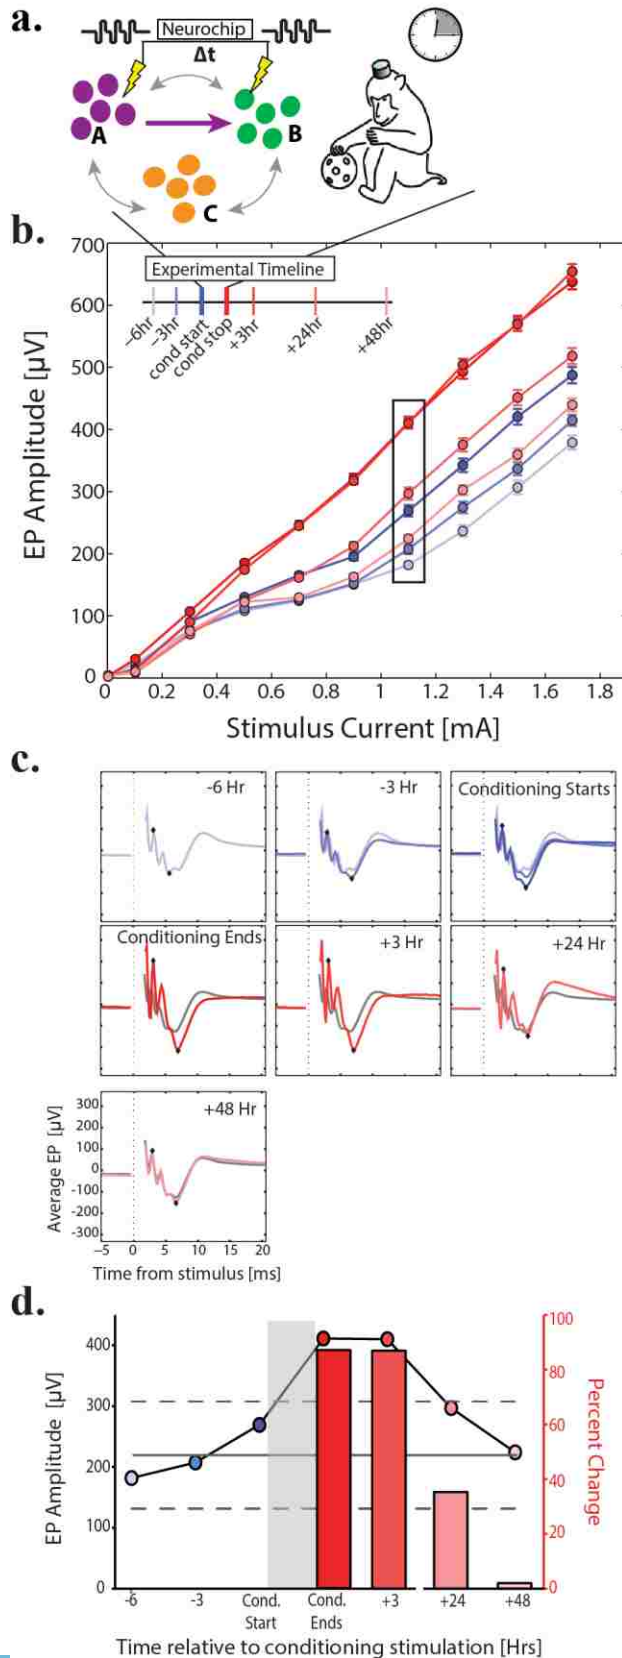 a.
Neurochip
Δt
A
B
C
b.
700
600
500
400
300
200
100
0
EP Amplitude [µV]
Experimental Timeline
−6hr
−3hr
cond start
cond stop
+3hr
+24hr
+48hr
0 0.2 0.4 0.6 0.8 1 1.2 1.4 1.6 1.8
Stimulus Current [mA]
c.
-6 Hr
-3 Hr
Conditioning Starts
Conditioning Ends
+3 Hr
+24 Hr
+48 Hr
300
200
100
0
-100
-200
-300
Average EP [µV]
−5 0 5 10 15 20
Time from stimulus [ms]
d.
400
300
200
100
0
EP Amplitude [µV]
100
80
60
40
20
0
Percent Change
-6 -3 Cond. Start Cond. Ends +3 +24 +48
Time relative to conditioning stimulation [Hrs]